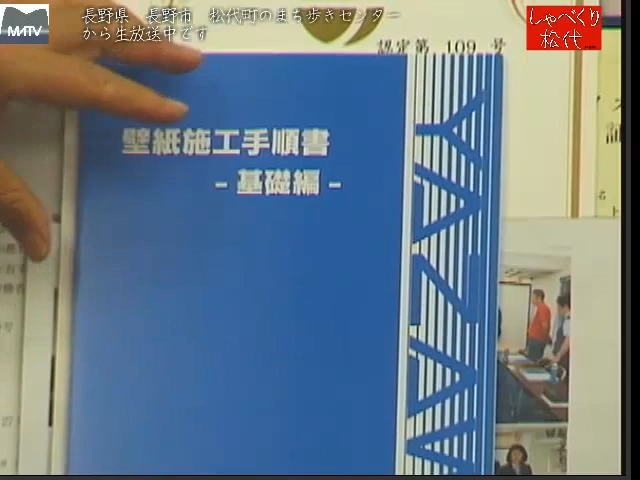 MATV
長野県　長野市　松代町のまち歩きセンター
から生放送中です
しゃべくり
松代
認定第 109 号
壁紙施工手順書
- 基礎編 -
YAZAW